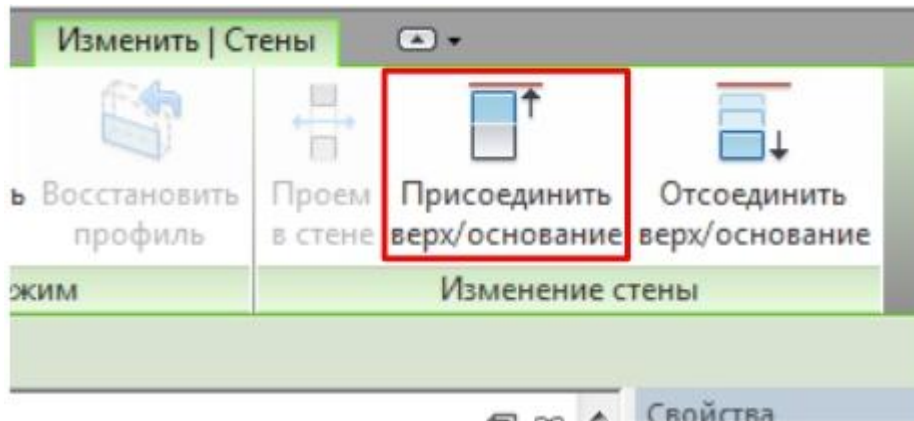 Изменить | Стены
ь Восстановить
профиль
Проем
в стене
Присоединить
верх/основание
Отсоединить
верх/основание
жим
Изменение стены
Свойства